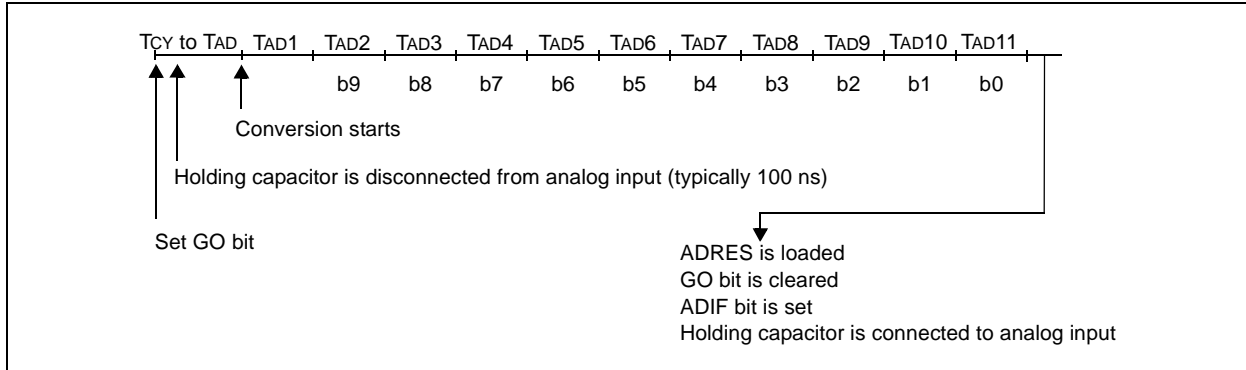 TCY to TAD TAD1 TAD2 TAD3 TAD4 TAD5 TAD6 TAD7 TAD8 TAD9 TAD10 TAD11
b9 b8 b7 b6 b5 b4 b3 b2 b1 b0
Conversion starts
Holding capacitor is disconnected from analog input (typically 100 ns)
Set GO bit
ADRES is loaded
GO bit is cleared
ADIF bit is set
Holding capacitor is connected to analog input